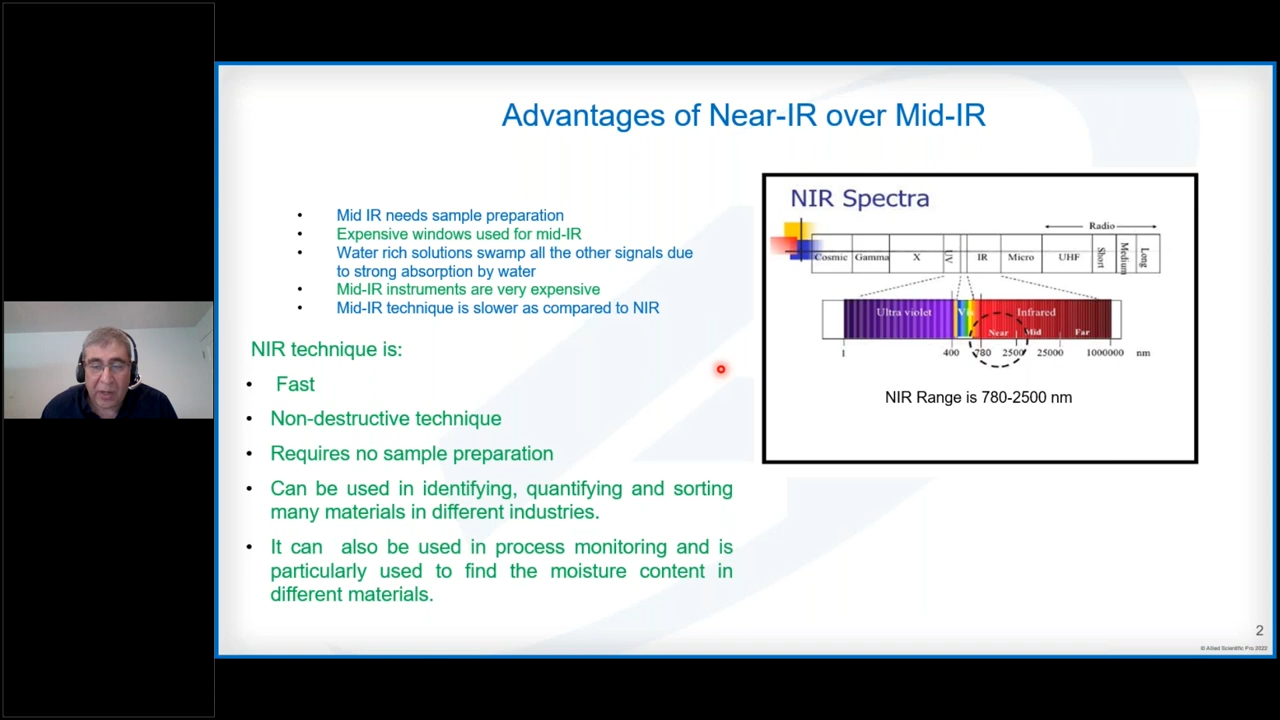 Advantages of Near-IR over Mid-IR
• Mid IR needs sample preparation
• Expensive windows used for mid-IR
• Water rich solutions swamp all the other signals due
to strong absorption by water
• Mid-IR instruments are very expensive
• Mid-IR technique is slower as compared to NIR
NIR technique is:
• Fast
• Non-destructive technique
• Requires no sample preparation
• Can be used in identifying, quantifying and sorting
many materials in different industries.
• It can also be used in process monitoring and is
particularly used to find the moisture content in
different materials.
NIR Spectra
Radio
Cosmic Gamma X UV IR Micro UHF Short Medium Long
Ultra violet Vis Infrared
Near Mid Far
1 400 780 2500 25000 1000000 nm
NIR Range is 780-2500 nm
2
© Allied Scientific Pro 2022